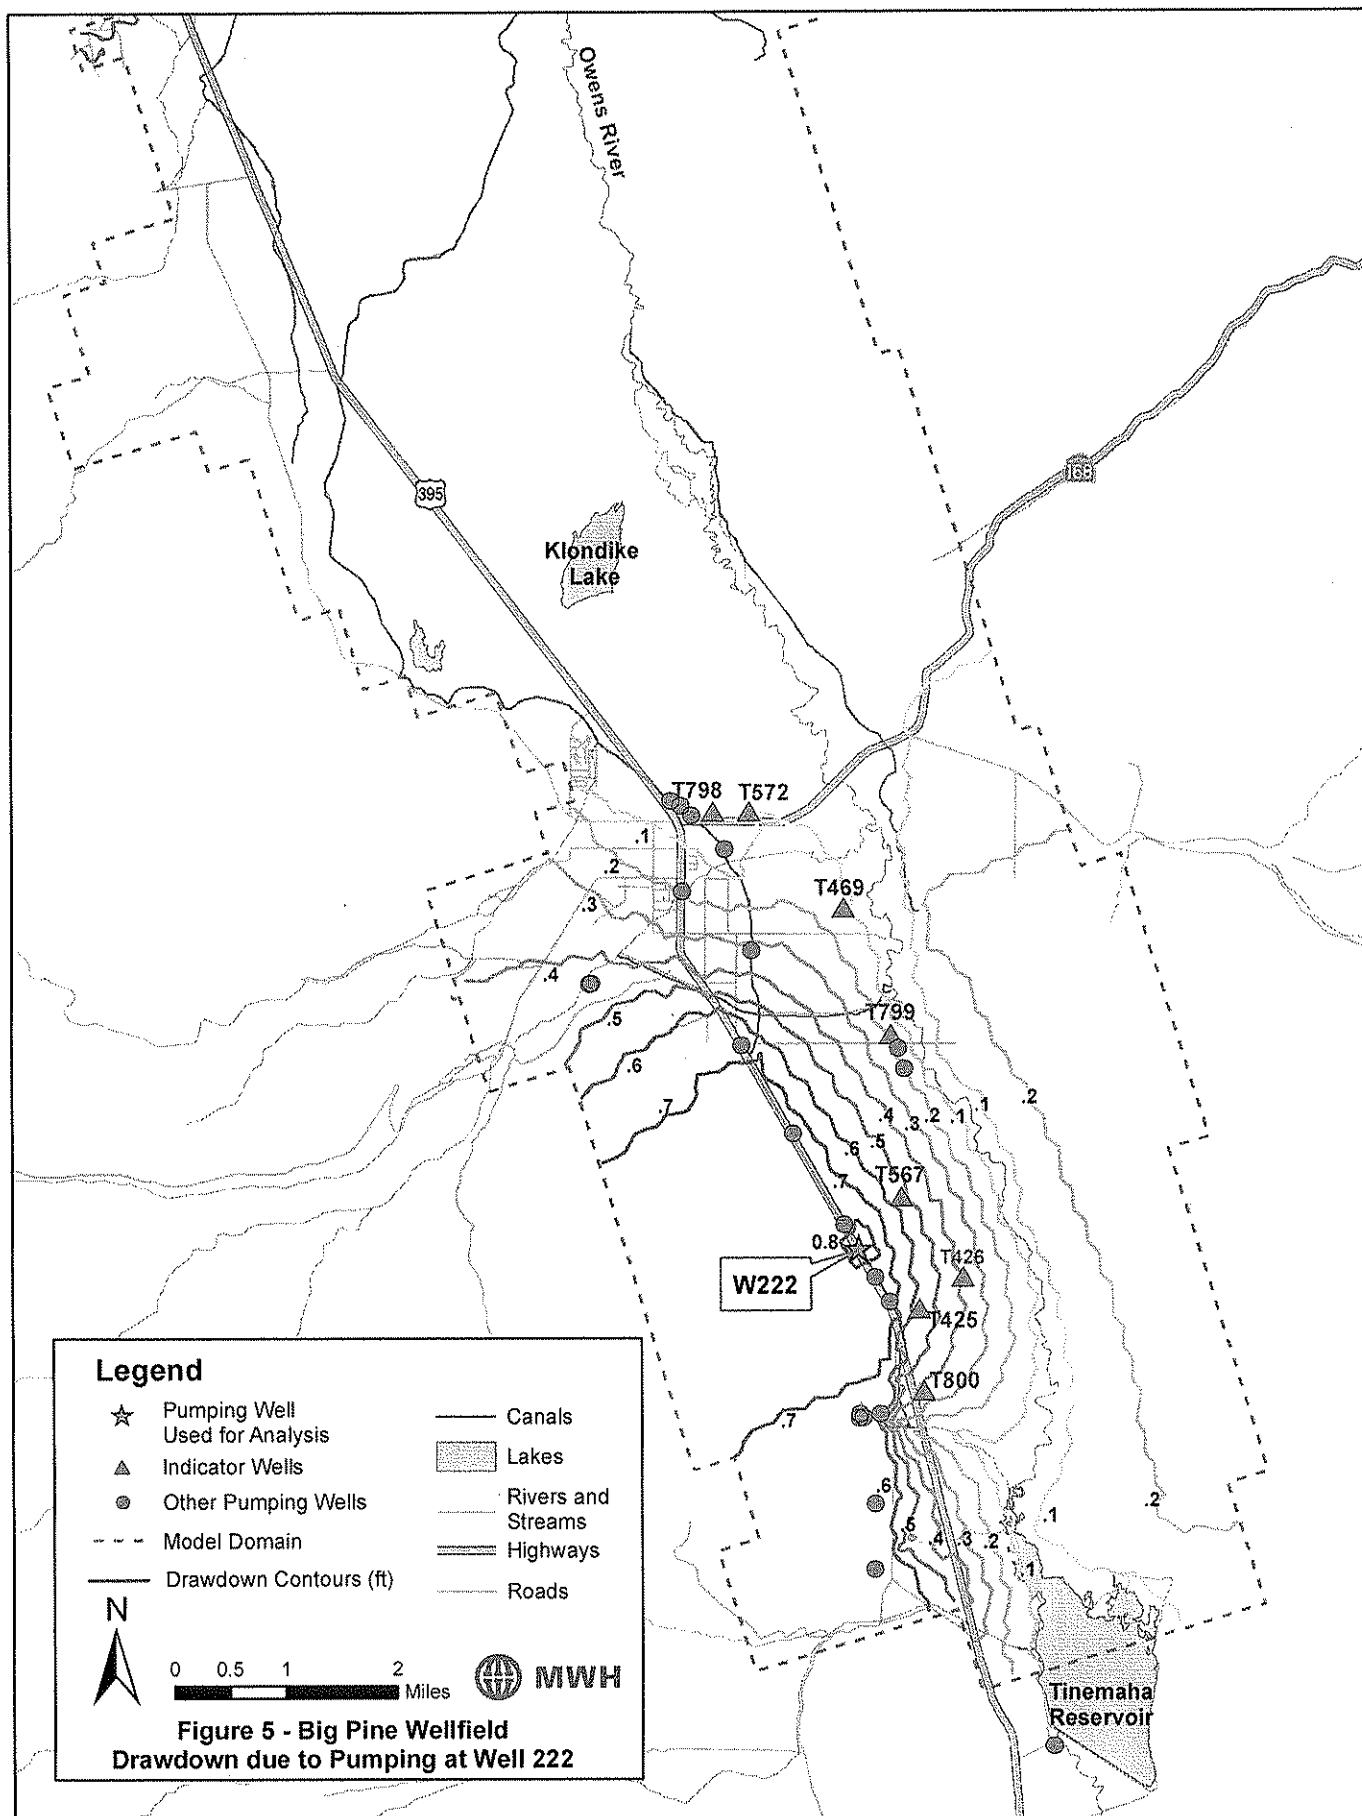 Owens River
168
395
Klondike
Lake
T798
T572
.1
.2
.3
T469
.4
.5
T799
.6
.7
.4
.3
.2
.1
.1
.2
.5
.6
.7
T567
0.8
T426
W222
T425
T800
.7
.6
.5
.4
.3
.2
.1
.1
.2
Tinemaha
Reservoir
Legend
Pumping Well
Used for Analysis
Indicator Wells
Other Pumping Wells
Model Domain
Drawdown Contours (ft)
Canals
Lakes
Rivers and
Streams
Highways
Roads
N
0 0.5 1 2
Miles
MWH
Figure 5 - Big Pine Wellfield
Drawdown due to Pumping at Well 222